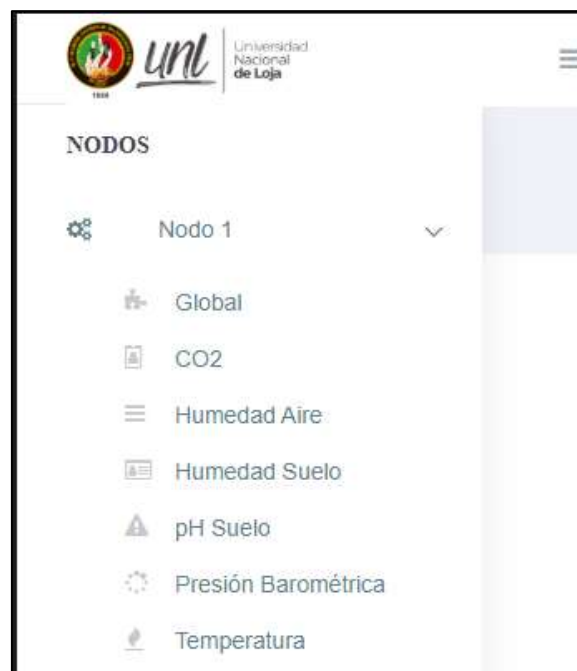 unl
Universidad
Nacional
de Loja
1859
NODOS
Nodo 1
Global
CO2
Humedad Aire
Humedad Suelo
pH Suelo
Presión Barométrica
Temperatura